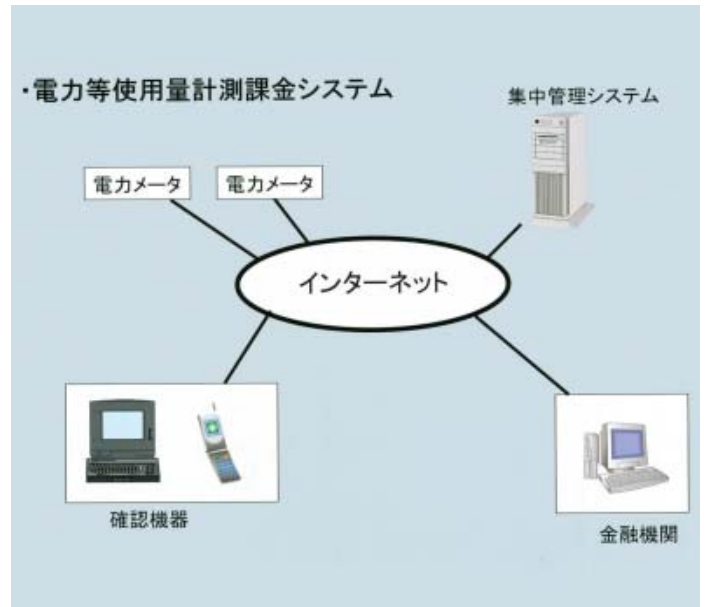 ・電力等使用量計測課金システム
集中管理システム
電力メータ
電力メータ
インターネット
確認機器
金融機関